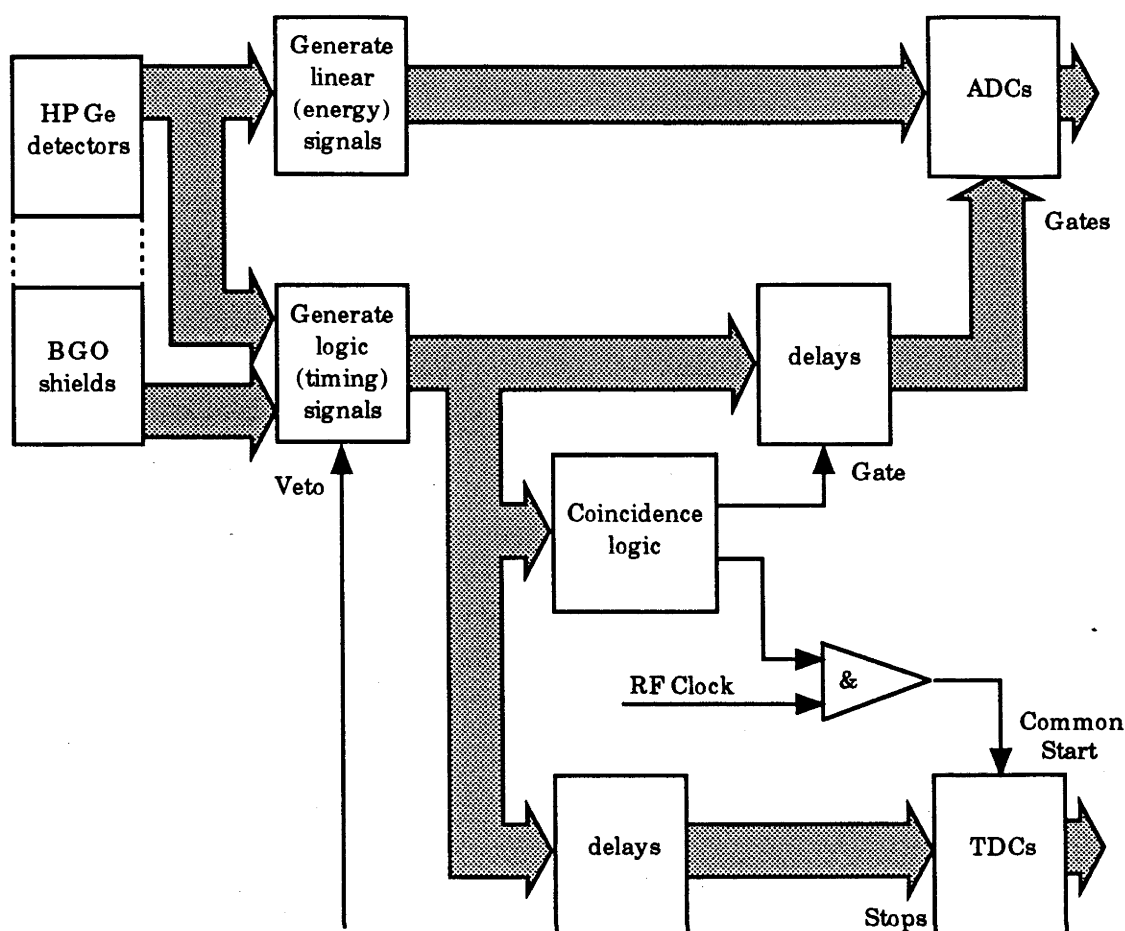 Generate
linear
(energy)
signals
ADCs
HP Ge
detectors
Gates
BGO
shields
Generate
logic
(timing)
signals
delays
Veto
Gate
Coincidence
logic
RF Clock
&
Common
Start
delays
TDCs
Stops